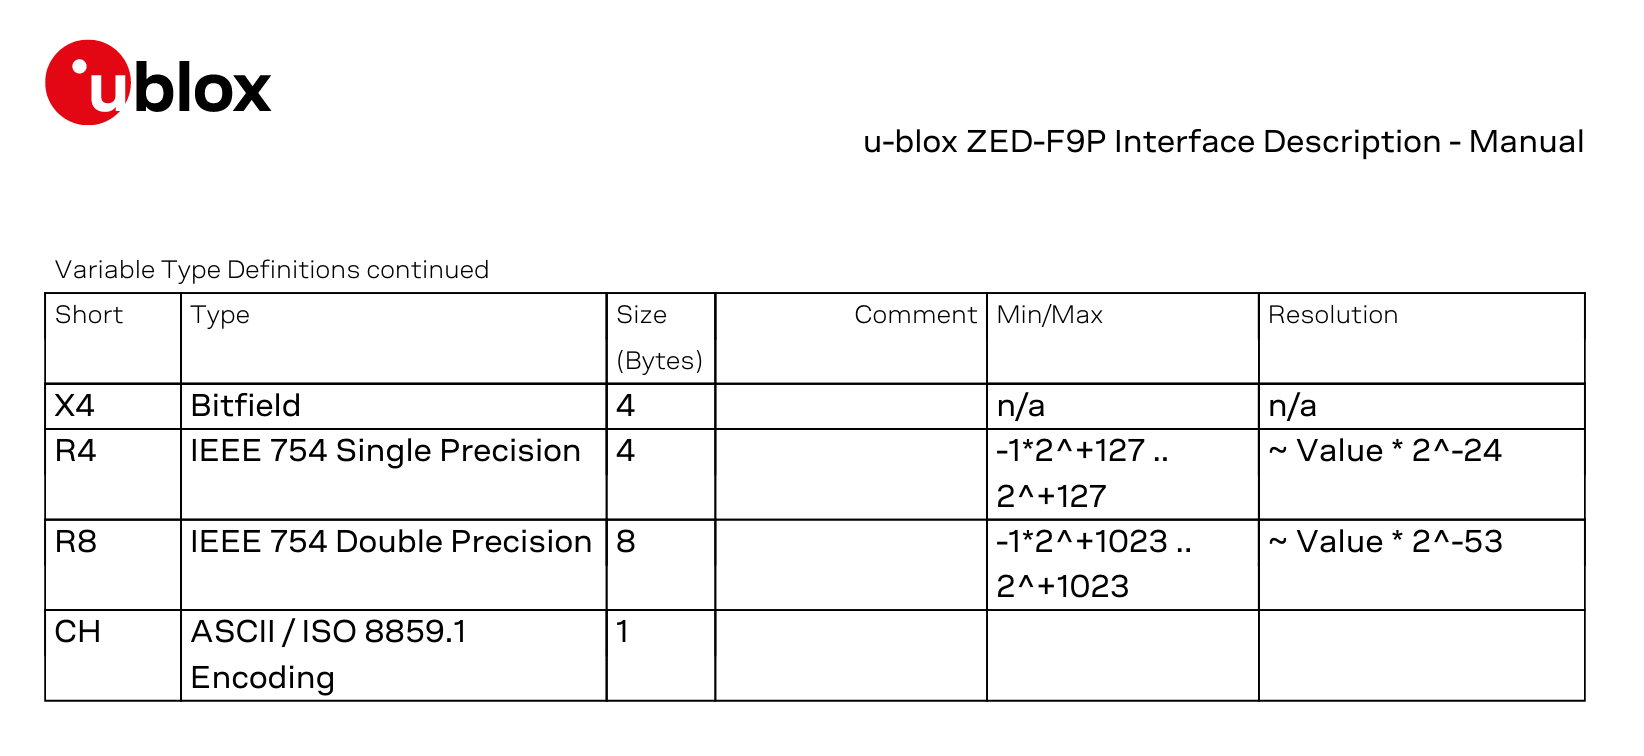 ublox
u-blox ZED-F9P Interface Description - Manual
Variable Type Definitions continued
Short Type Size (Bytes) Comment Min/Max Resolution
X4 Bitfield 4 n/a n/a
R4 IEEE 754 Single Precision 4 -1*2^+127 .. 2^+127 ~ Value * 2^-24
R8 IEEE 754 Double Precision 8 -1*2^+1023 .. 2^+1023 ~ Value * 2^-53
CH ASCII / ISO 8859.1 Encoding 1